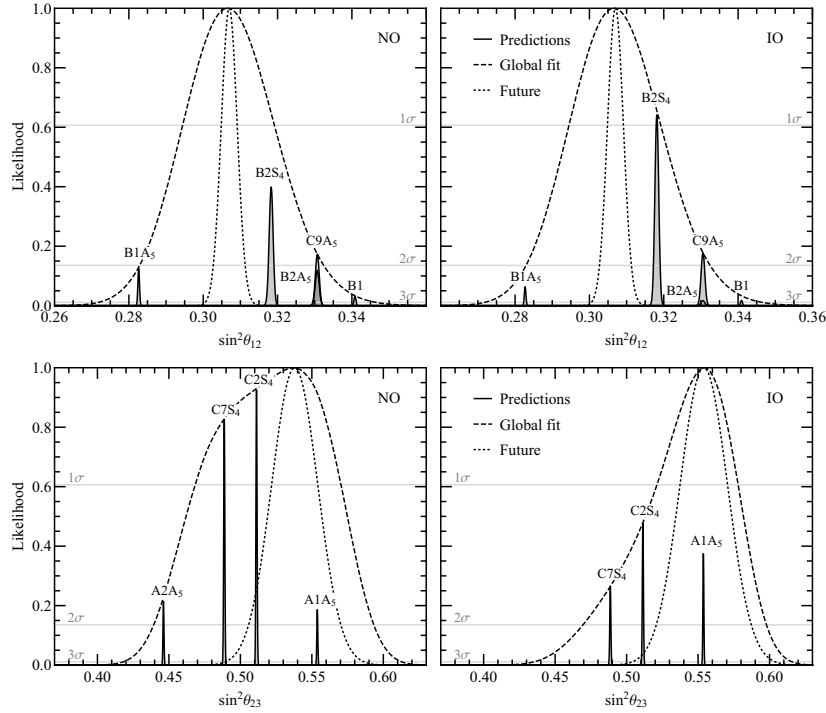 1.0
0.8
0.6
0.4
0.2
0.0
Likelihood
NO
1σ
2σ
3σ
B1A₅
B2S₄
C9A₅
B2A₅
B1
0.26
0.28
0.30
0.32
0.34
sin²θ₁₂
IO
Predictions
Global fit
Future
1σ
2σ
3σ
B2S₄
B1A₅
C9A₅
B2A₅
B1
0.28
0.30
0.32
0.34
0.36
sin²θ₁₂
1.0
0.8
0.6
0.4
0.2
0.0
Likelihood
NO
1σ
2σ
3σ
C2S₄
C7S₄
A2A₅
A1A₅
0.40
0.45
0.50
0.55
0.60
sin²θ₂₃
IO
Predictions
Global fit
Future
1σ
2σ
3σ
C2S₄
A1A₅
C7S₄
0.40
0.45
0.50
0.55
0.60
sin²θ₂₃